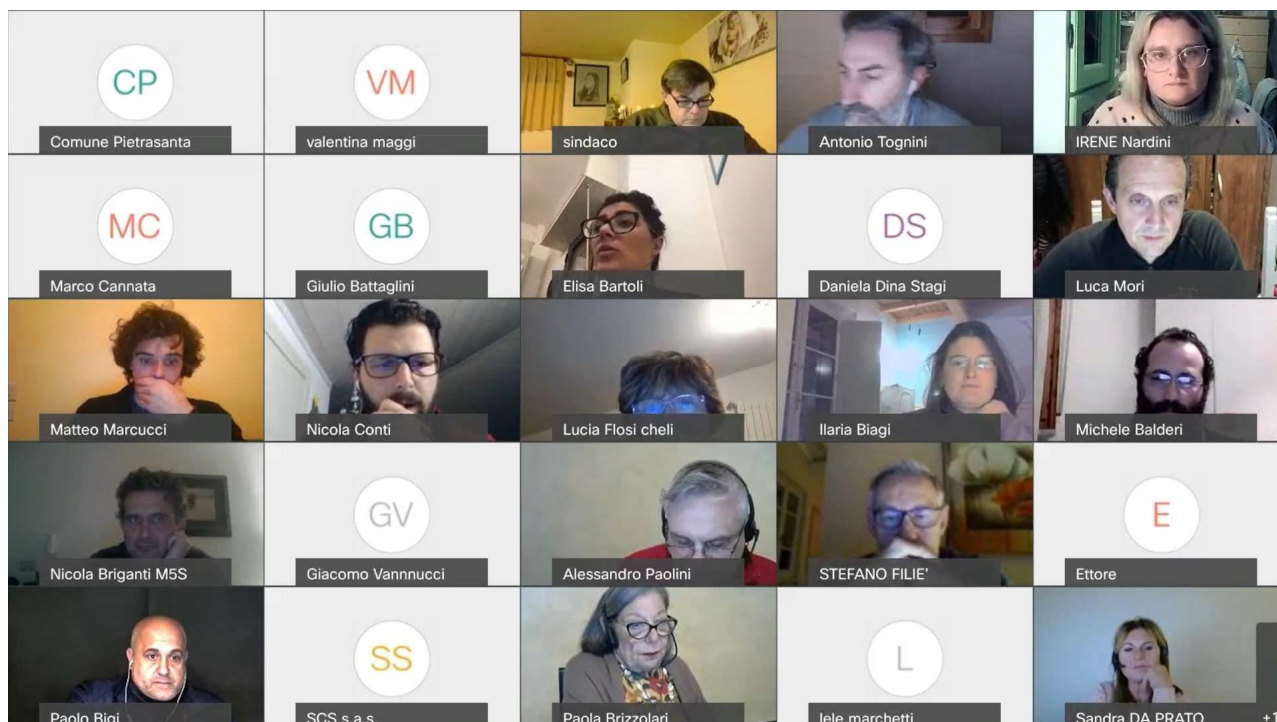 CP
Comune Pietrasanta
VM
valentina maggi
sindaco
Antonio Tognini
IRENE Nardini
MC
Marco Cannata
GB
Giulio Battaglini
Elisa Bartoli
DS
Daniela Dina Stagi
Luca Mori
Matteo Marcucci
Nicola Conti
Lucia Flosi cheli
Ilaria Biagi
Michele Balderi
Nicola Briganti M5S
GV
Giacomo Vannnucci
Alessandro Paolini
STEFANO FILIE'
E
Ettore
Paolo Bigi
SS
SCS s.a.s.
Paola Brizzolari
L
lele marchetti
Sandra DA PRATO